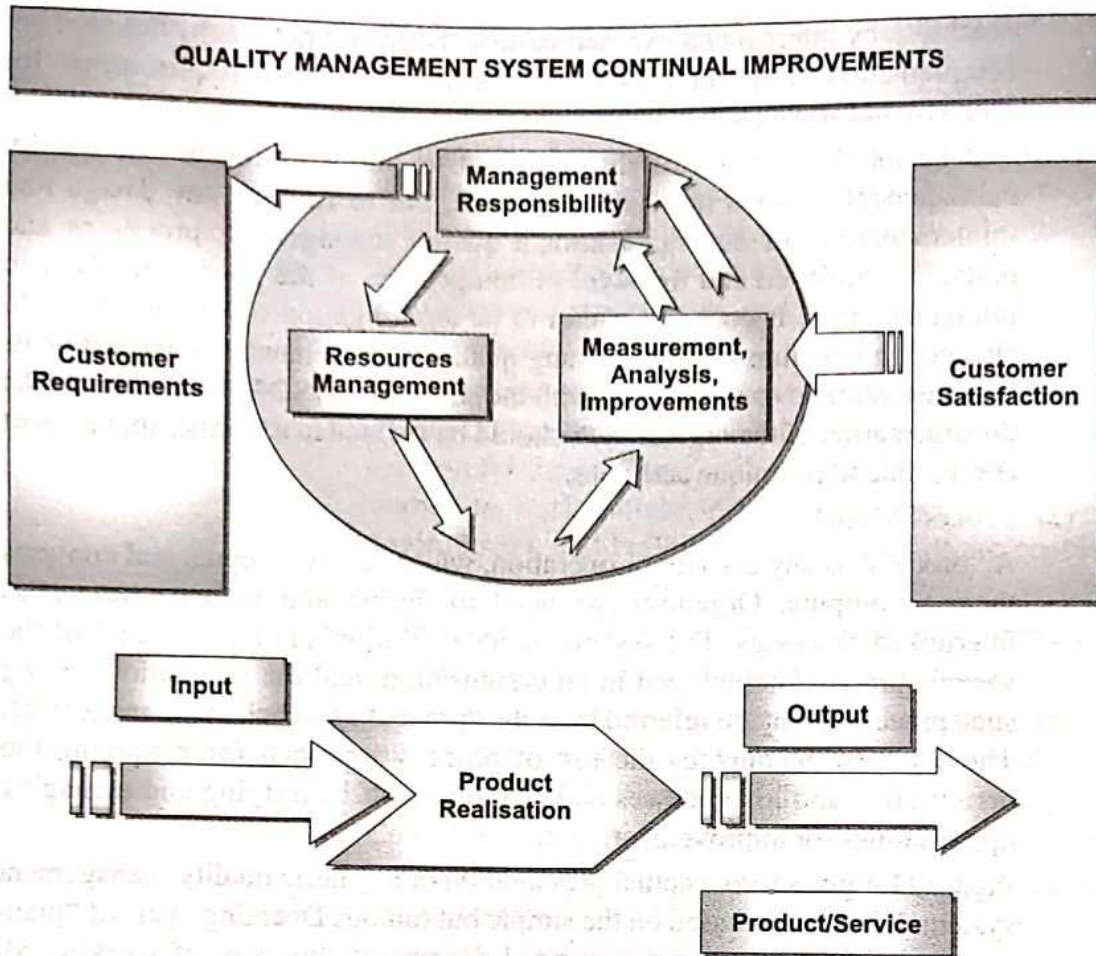 QUALITY MANAGEMENT SYSTEM CONTINUAL IMPROVEMENTS
Management
Responsibility
Customer
Requirements
Resources
Management
Measurement,
Analysis,
Improvements
Customer
Satisfaction
Input
Output
Product
Realisation
Product/Service